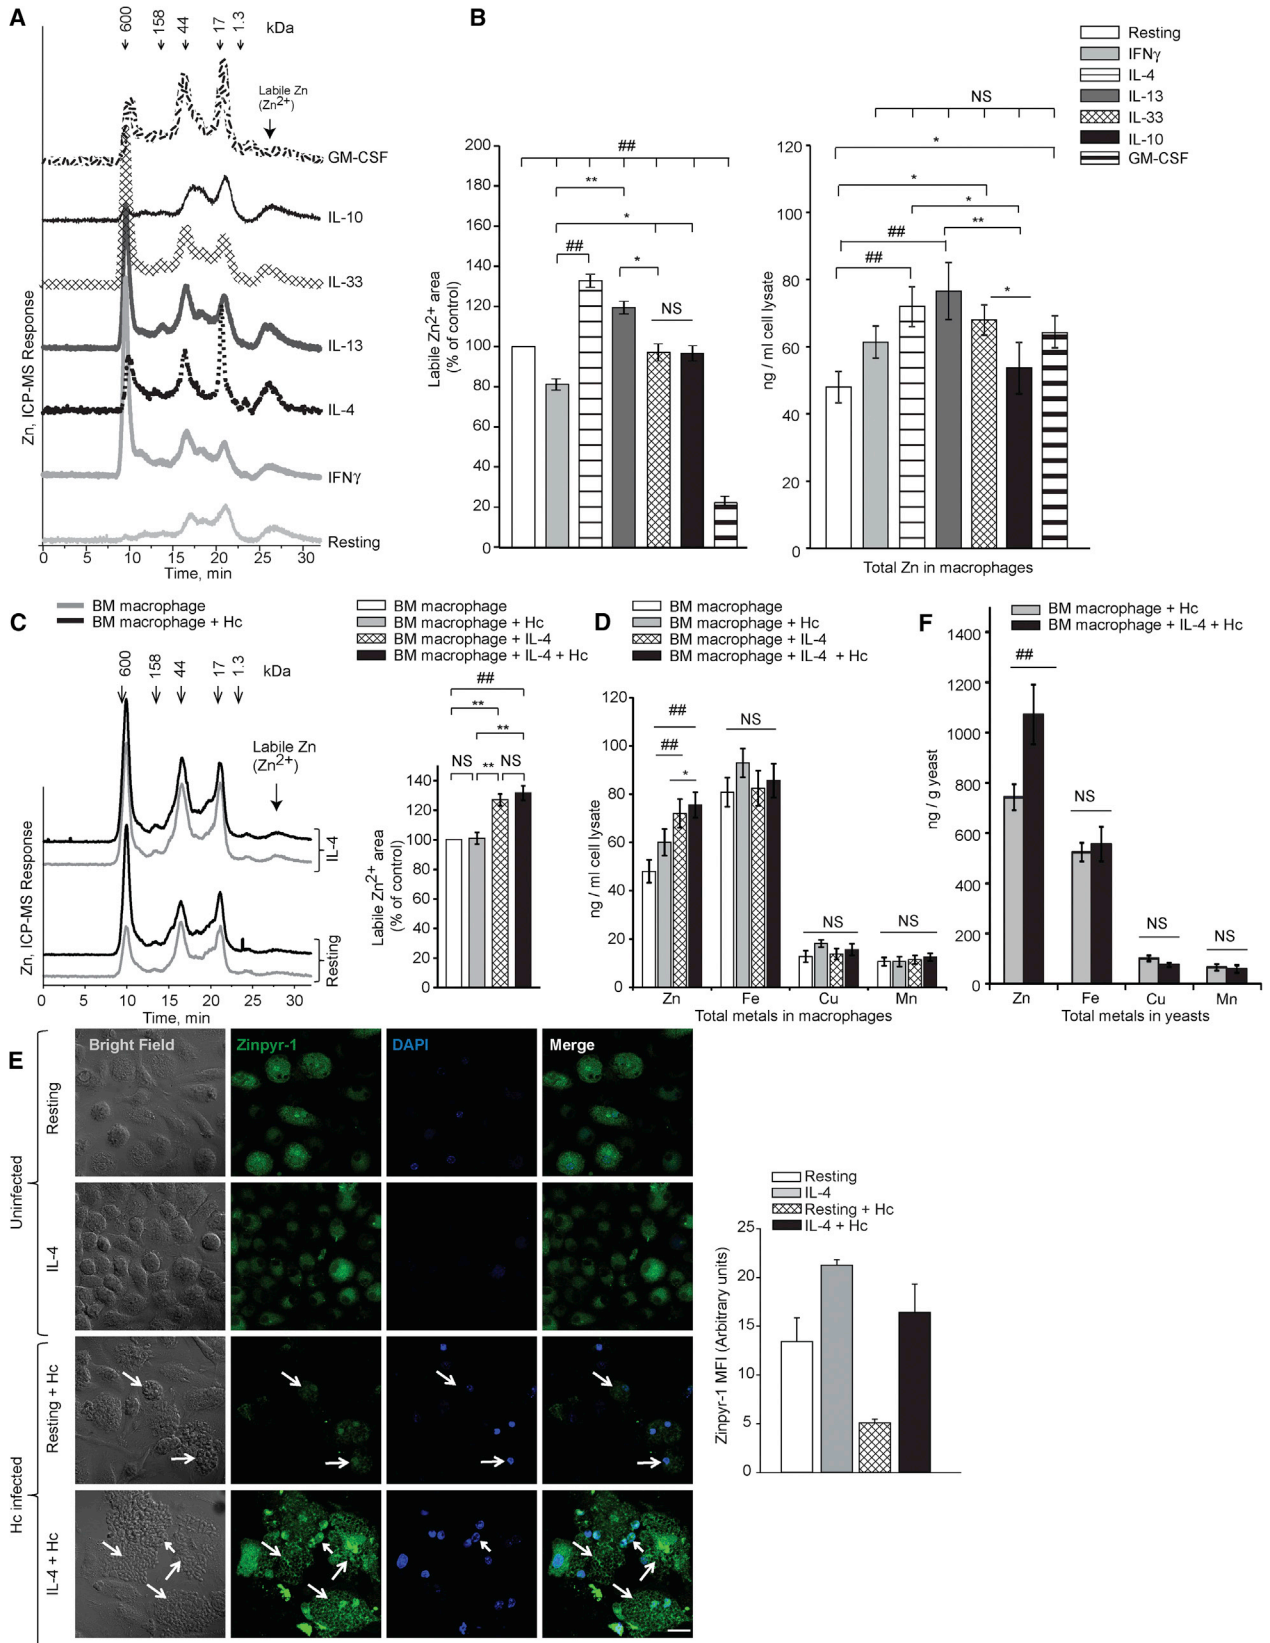 A
600
158
44
17
1.3
kDa
Labile Zn
(Zn2+)
GM-CSF
IL-10
IL-33
IL-13
IL-4
IFNγ
Resting
Zn, ICP-MS Response
0 5 10 15 20 25 30
Time, min
B
Resting
IFNγ
IL-4
IL-13
IL-33
IL-10
GM-CSF
##
**
*
##
*
NS
200
180
160
140
120
100
80
60
40
20
0
Labile Zn2+ area
(% of control)
NS
*
*
*
##
**
##
*
120
100
80
60
40
20
0
ng / ml cell lysate
Total Zn in macrophages
C
BM macrophage
BM macrophage + Hc
600
158
44
17
1.3
kDa
Labile Zn
(Zn2+)
IL-4
Resting
Zn, ICP-MS Response
0 5 10 15 20 25 30
Time, min
BM macrophage
BM macrophage + Hc
BM macrophage + IL-4
BM macrophage + IL-4 + Hc
##
**
**
NS ** NS
140
120
100
80
60
40
20
0
Labile Zn2+ area
(% of control)
D
BM macrophage
BM macrophage + Hc
BM macrophage + IL-4
BM macrophage + IL-4 + Hc
##
##
*
NS
NS
NS
120
100
80
60
40
20
0
ng / ml cell lysate
Zn Fe Cu Mn
Total metals in macrophages
F
BM macrophage + Hc
BM macrophage + IL-4 + Hc
##
NS
NS
NS
1400
1200
1000
800
600
400
200
0
ng / g yeast
Zn Fe Cu Mn
Total metals in yeasts
E
Bright Field
Zinpyr-1
DAPI
Merge
Uninfected
Resting
IL-4
Hc infected
Resting + Hc
IL-4 + Hc
Resting
IL-4
Resting + Hc
IL-4 + Hc
25
20
15
10
5
0
Zinpyr-1 MFI (Arbitrary units)